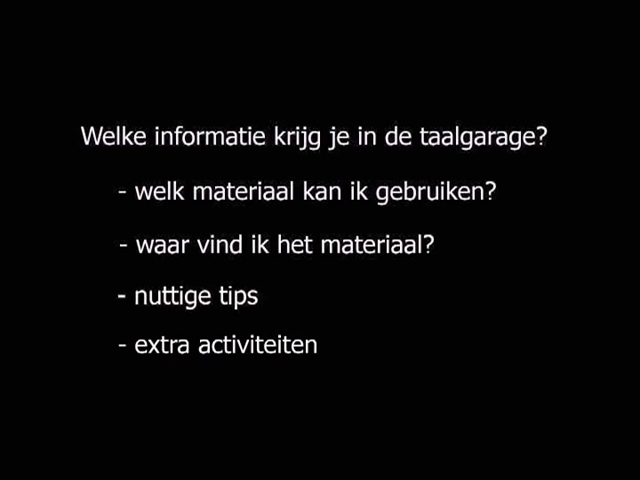 Welke informatie krijg je in de taalgarage?
- welk materiaal kan ik gebruiken?
- waar vind ik het materiaal?
- nuttige tips
- extra activiteiten